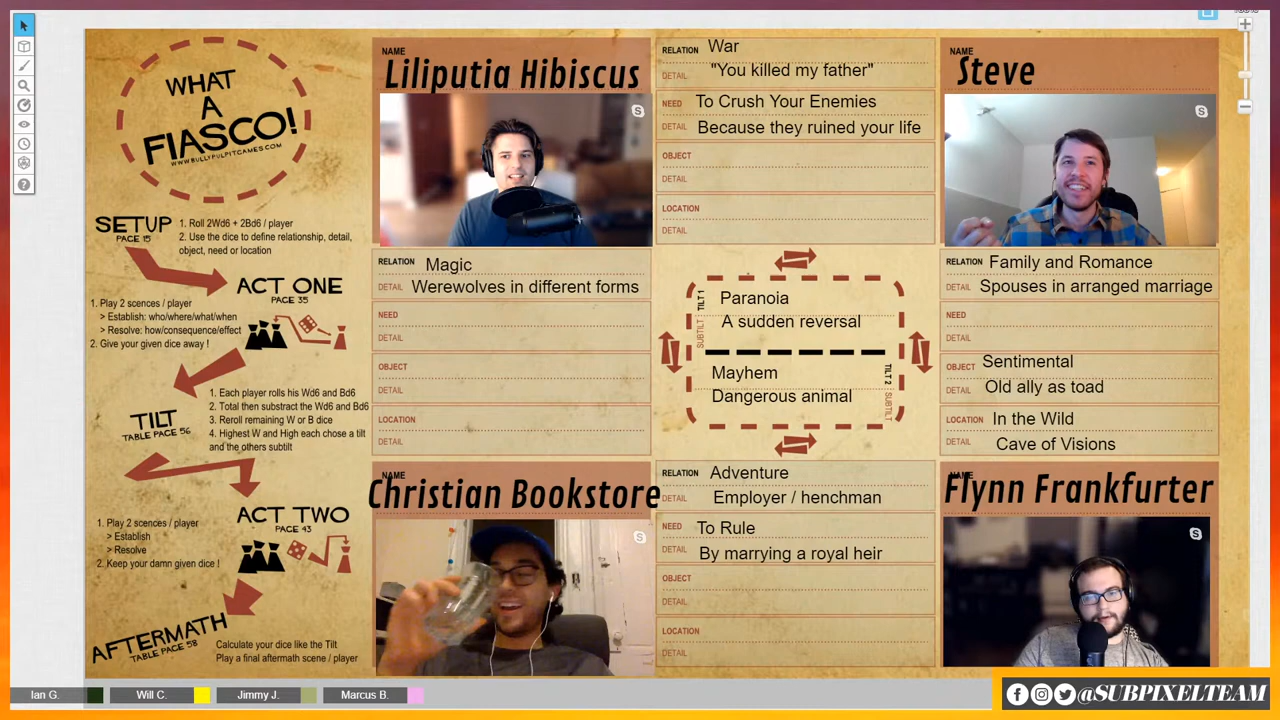 WHAT
A
FIASCO!
WWW.BULLYPULPITGAMES.COM
SETUP
PAGE 15
1. Roll 2Wd6 + 2Bd6 / player
2. Use the dice to define relationship, detail,
object, need or location
ACT ONE
PAGE 35
1. Play 2 scences / player
> Establish: who/where/what/when
> Resolve: how/consequence/effect
2. Give your given dice away !
TILT
TABLE PAGE 56
1. Each player rolls his Wd6 and Bd6
2. Total then substract the Wd6 and Bd6
3. Reroll remaining W or B dice
4. Highest W and High each chose a tilt
and the others subtilt
ACT TWO
PAGE 43
1. Play 2 scences / player
> Establish
> Resolve
2. Keep your damn given dice !
AFTERMATH
TABLE PAGE 58
Calculate your dice like the Tilt
Play a final aftermath scene / player
NAME
Liliputia Hibiscus
RELATION War
DETAIL "You killed my father"
NEED To Crush Your Enemies
DETAIL Because they ruined your life
OBJECT
DETAIL
LOCATION
DETAIL
NAME
Steve
RELATION Magic
DETAIL Werewolves in different forms
NEED
DETAIL
OBJECT
DETAIL
LOCATION
DETAIL
TILT 1
SUBTILT
Paranoia
A sudden reversal
Mayhem
Dangerous animal
TILT 2
SUBTILT
RELATION Family and Romance
DETAIL Spouses in arranged marriage
NEED
DETAIL
OBJECT Sentimental
DETAIL Old ally as toad
LOCATION In the Wild
DETAIL Cave of Visions
NAME
Christian Bookstore
RELATION Adventure
DETAIL Employer / henchman
NEED To Rule
DETAIL By marrying a royal heir
OBJECT
DETAIL
LOCATION
DETAIL
NAME
Flynn Frankfurter
Ian G.
Will C.
Jimmy J.
Marcus B.
@SUBPIXELTEAM